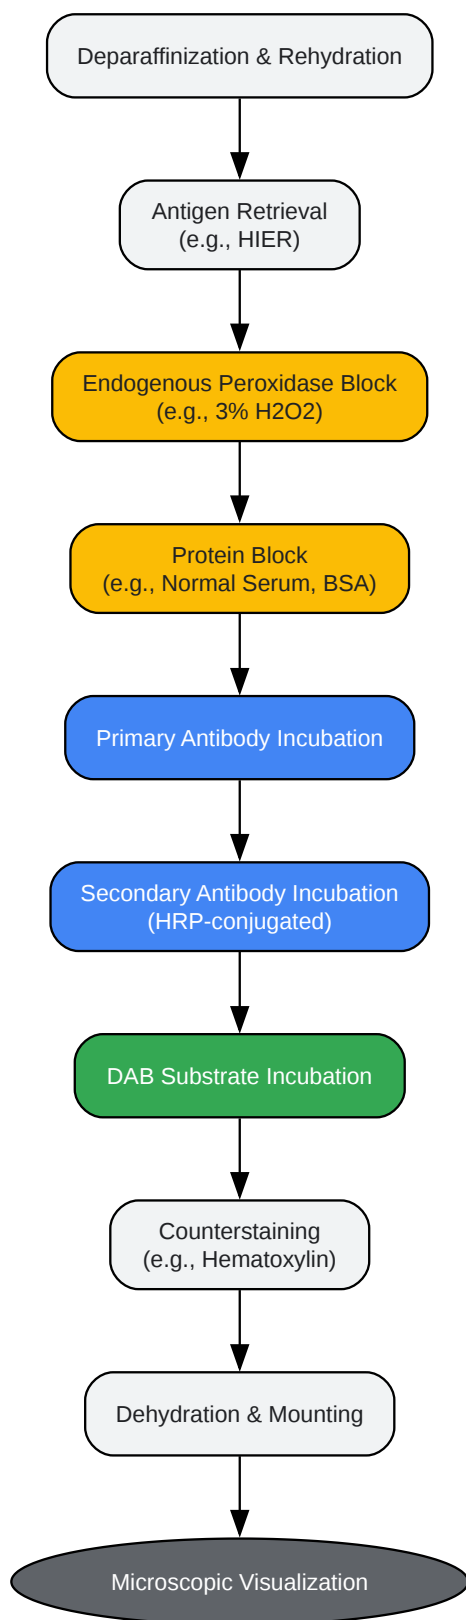 Deparaffinization & Rehydration
Antigen Retrieval
(e.g., HIER)
Endogenous Peroxidase Block
(e.g., 3% H2O2)
Protein Block
(e.g., Normal Serum, BSA)
Primary Antibody Incubation
Secondary Antibody Incubation
(HRP-conjugated)
DAB Substrate Incubation
Counterstaining
(e.g., Hematoxylin)
Dehydration & Mounting
Microscopic Visualization